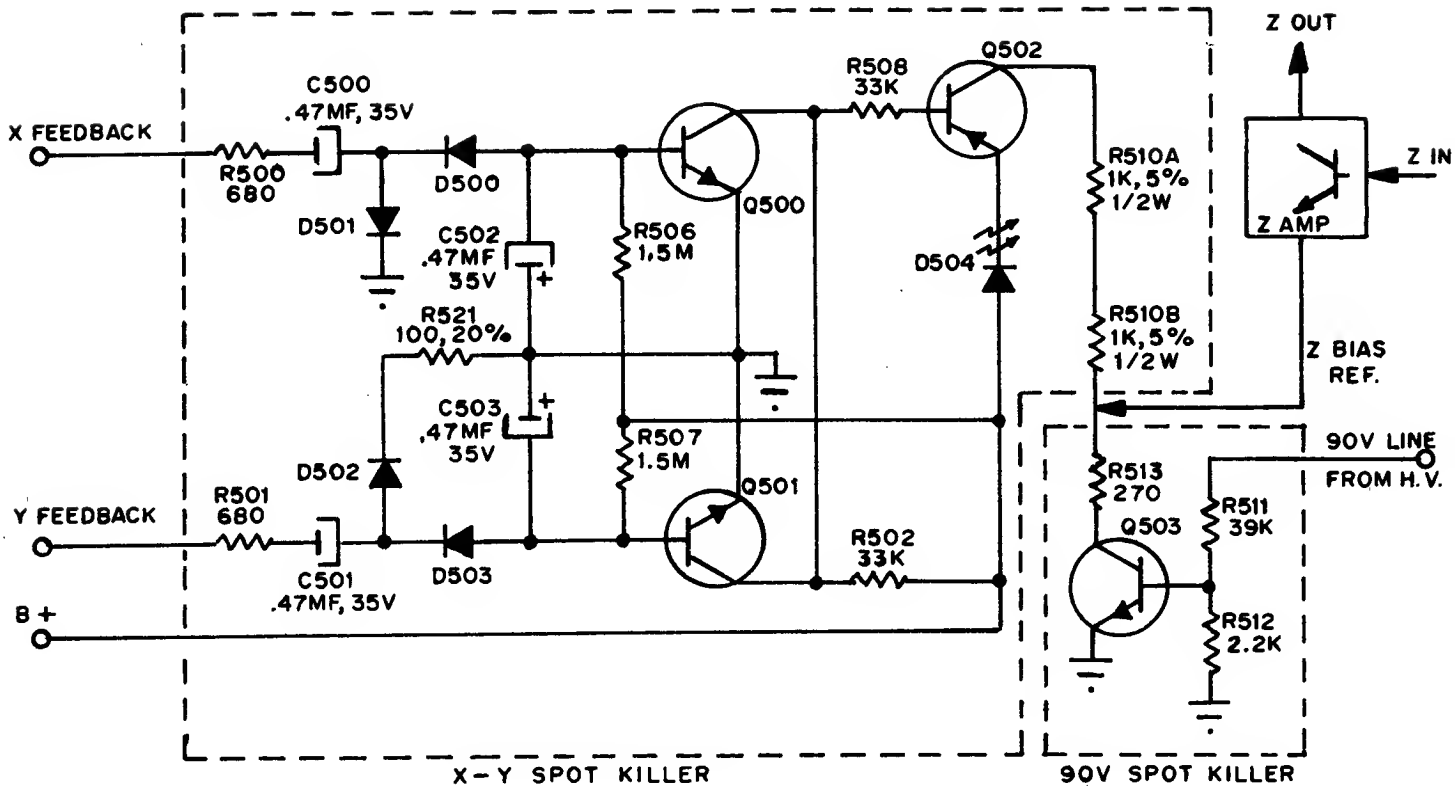 C500
.47MF, 35V
X FEEDBACK
R500
680
D500
D501
C502
.47MF
35V
+
R506
1.5M
Q500
R508
33K
Q502
R510A
1K, 5%
1/2W
D504
R510B
1K, 5%
1/2W
Z OUT
Z IN
Z AMP
Z BIAS
REF.
R521
100, 20%
C503
.47MF
35V
+
R507
1.5M
Q501
D502
R501
680
Y FEEDBACK
C501
.47MF, 35V
D503
R502
33K
B +
R513
270
Q503
90V LINE
FROM H.V.
R511
39K
R512
2.2K
X-Y SPOT KILLER
90V SPOT KILLER